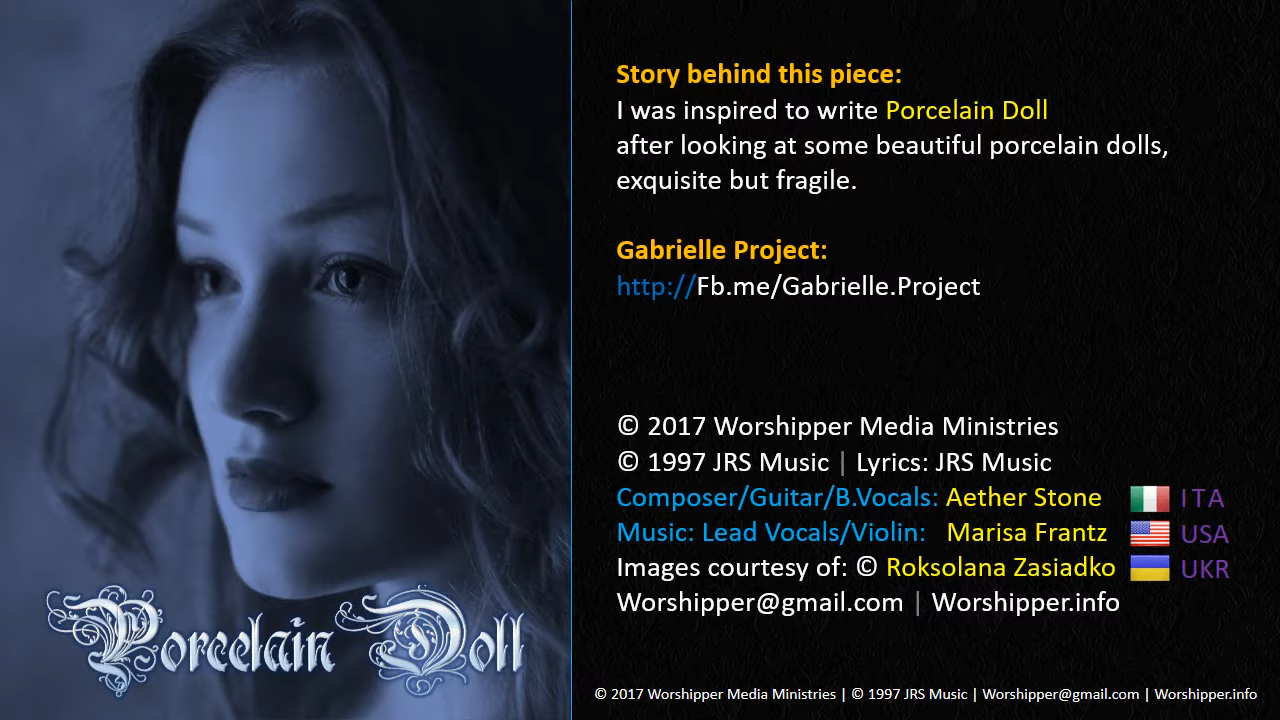 Porcelain Doll
Story behind this piece:
I was inspired to write Porcelain Doll
after looking at some beautiful porcelain dolls,
exquisite but fragile.
Gabrielle Project:
http://Fb.me/Gabrielle.Project
© 2017 Worshipper Media Ministries
© 1997 JRS Music | Lyrics: JRS Music
Composer/Guitar/B.Vocals: Aether Stone ITA
Music: Lead Vocals/Violin: Marisa Frantz USA
Images courtesy of: © Roksolana Zasiadko UKR
Worshipper@gmail.com | Worshipper.info
© 2017 Worshipper Media Ministries | © 1997 JRS Music | Worshipper@gmail.com | Worshipper.info